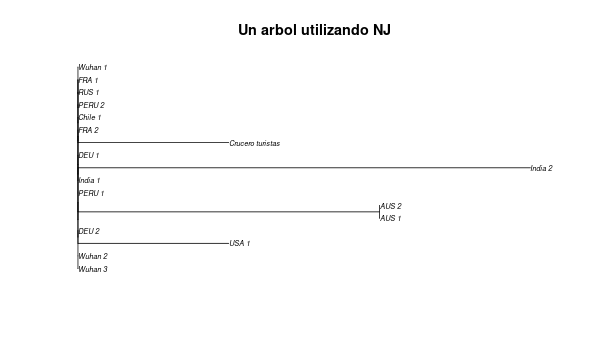 Un arbol utilizando NJ
Wuhan 1
FRA 1
RUS 1
PERU 2
Chile 1
FRA 2
Crucero turistas
DEU 1
India 2
India 1
PERU 1
AUS 2
AUS 1
DEU 2
USA 1
Wuhan 2
Wuhan 3